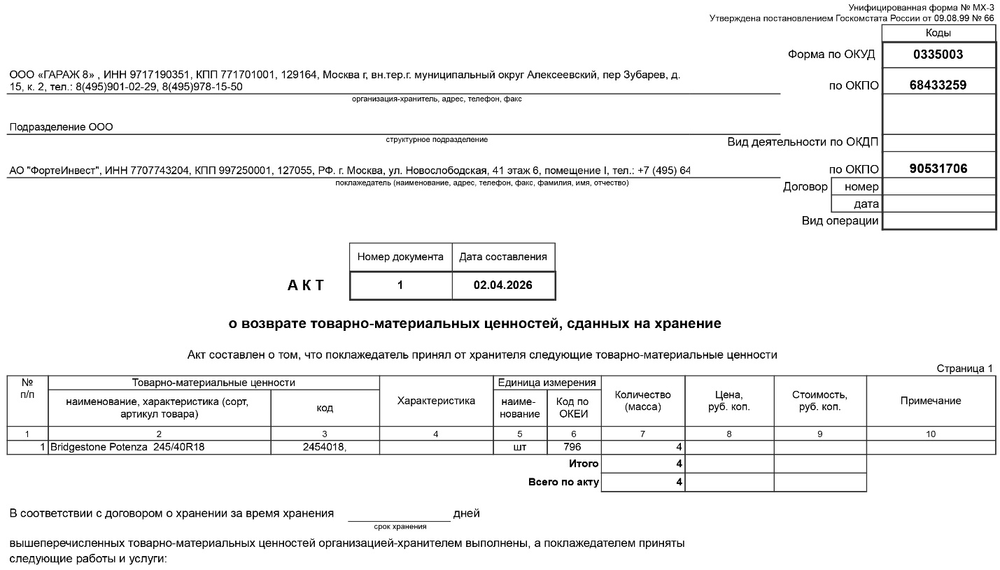 Унифицированная форма № МХ-3
Утверждена постановлением Госкомстата России от 09.08.99 № 66
Коды
Форма по ОКУД 0335003
ООО «ГАРАЖ 8» , ИНН 9717190351, КПП 771701001, 129164, Москва г, вн.тер.г. муниципальный округ Алексеевский, пер Зубарев, д.
15, к. 2, тел.: 8(495)901-02-29, 8(495)978-15-50
по ОКПО 68433259
организация-хранитель, адрес, телефон, факс
Подразделение ООО
структурное подразделение
Вид деятельности по ОКДП
АО "ФортеИнвест", ИНН 7707743204, КПП 997250001, 127055, РФ. г. Москва, ул. Новослободская, 41 этаж 6, помещение I, тел.: +7 (495) 64
по ОКПО 90531706
поклажедатель (наименование, адрес, телефон, факс, фамилия, имя, отчество)
Договор номер
дата
Вид операции
Номер документа Дата составления
А К Т 1 02.04.2026
о возврате товарно-материальных ценностей, сданных на хранение
Акт составлен о том, что поклажедатель принял от хранителя следующие товарно-материальные ценности
Страница 1
№ п/п
Товарно-материальные ценности
наименование, характеристика (сорт, артикул товара)
код
Характеристика
Единица измерения
наиме-
нование
Код по ОКЕИ
Количество (масса)
Цена, руб. коп.
Стоимость, руб. коп.
Примечание
1 2 3 4 5 6 7 8 9 10
1 Bridgestone Potenza 245/40R18 2454018, шт 796 4
Итого 4
Всего по акту 4
В соответствии с договором о хранении за время хранения дней
срок хранения
вышеперечисленных товарно-материальных ценностей организацией-хранителем выполнены, а поклажедателем приняты
следующие работы и услуги: